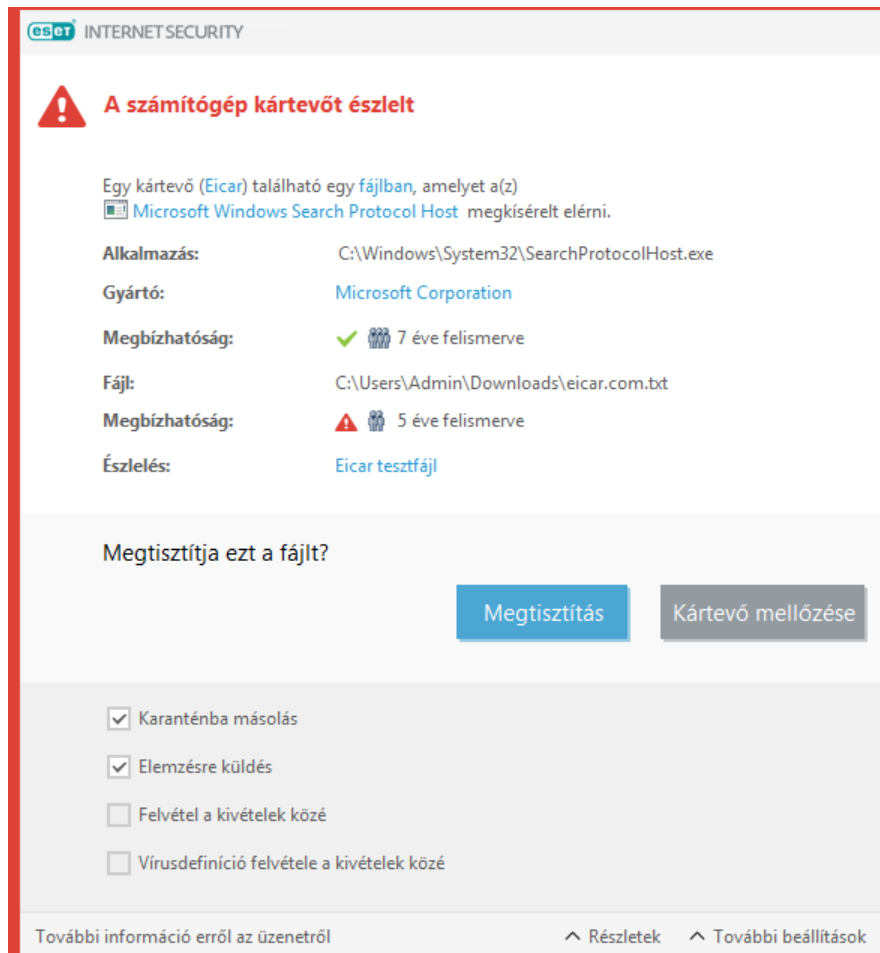 eset INTERNET SECURITY
A számítógép kártevőt észlelt
Egy kártevő (Eicar) található egy fájlban, amelyet a(z)
Microsoft Windows Search Protocol Host megkísérelt elérni.
Alkalmazás: C:\Windows\System32\SearchProtocolHost.exe
Gyártó: Microsoft Corporation
Megbízhatóság: 7 éve felismerve
Fájl: C:\Users\Admin\Downloads\eicar.com.txt
Megbízhatóság: 5 éve felismerve
Észlelés: Eicar tesztfájl
Megtisztítja ezt a fájlt?
Megtisztítás Kártevő mellőzése
Karanténba másolás
Elemzésre küldés
Felvétel a kivételek közé
Vírusdefiníció felvétele a kivételek közé
További információ erről az üzenetről Részletek További beállítások